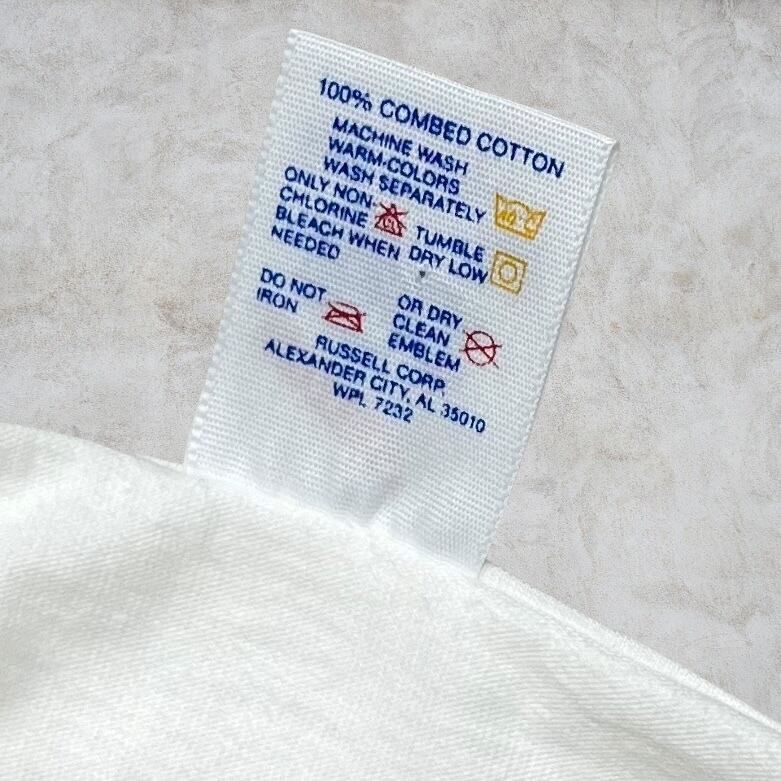 100% COMBED COTTON
MACHINE WASH
WARM-COLORS
WASH SEPARATELY
ONLY NON-
CHLORINE
BLEACH WHEN
NEEDED
TUMBLE
DRY LOW
DO NOT
IRON
OR DRY
CLEAN
EMBLEM
RUSSELL CORP.
ALEXANDER CITY, AL 35010
WPL 7232